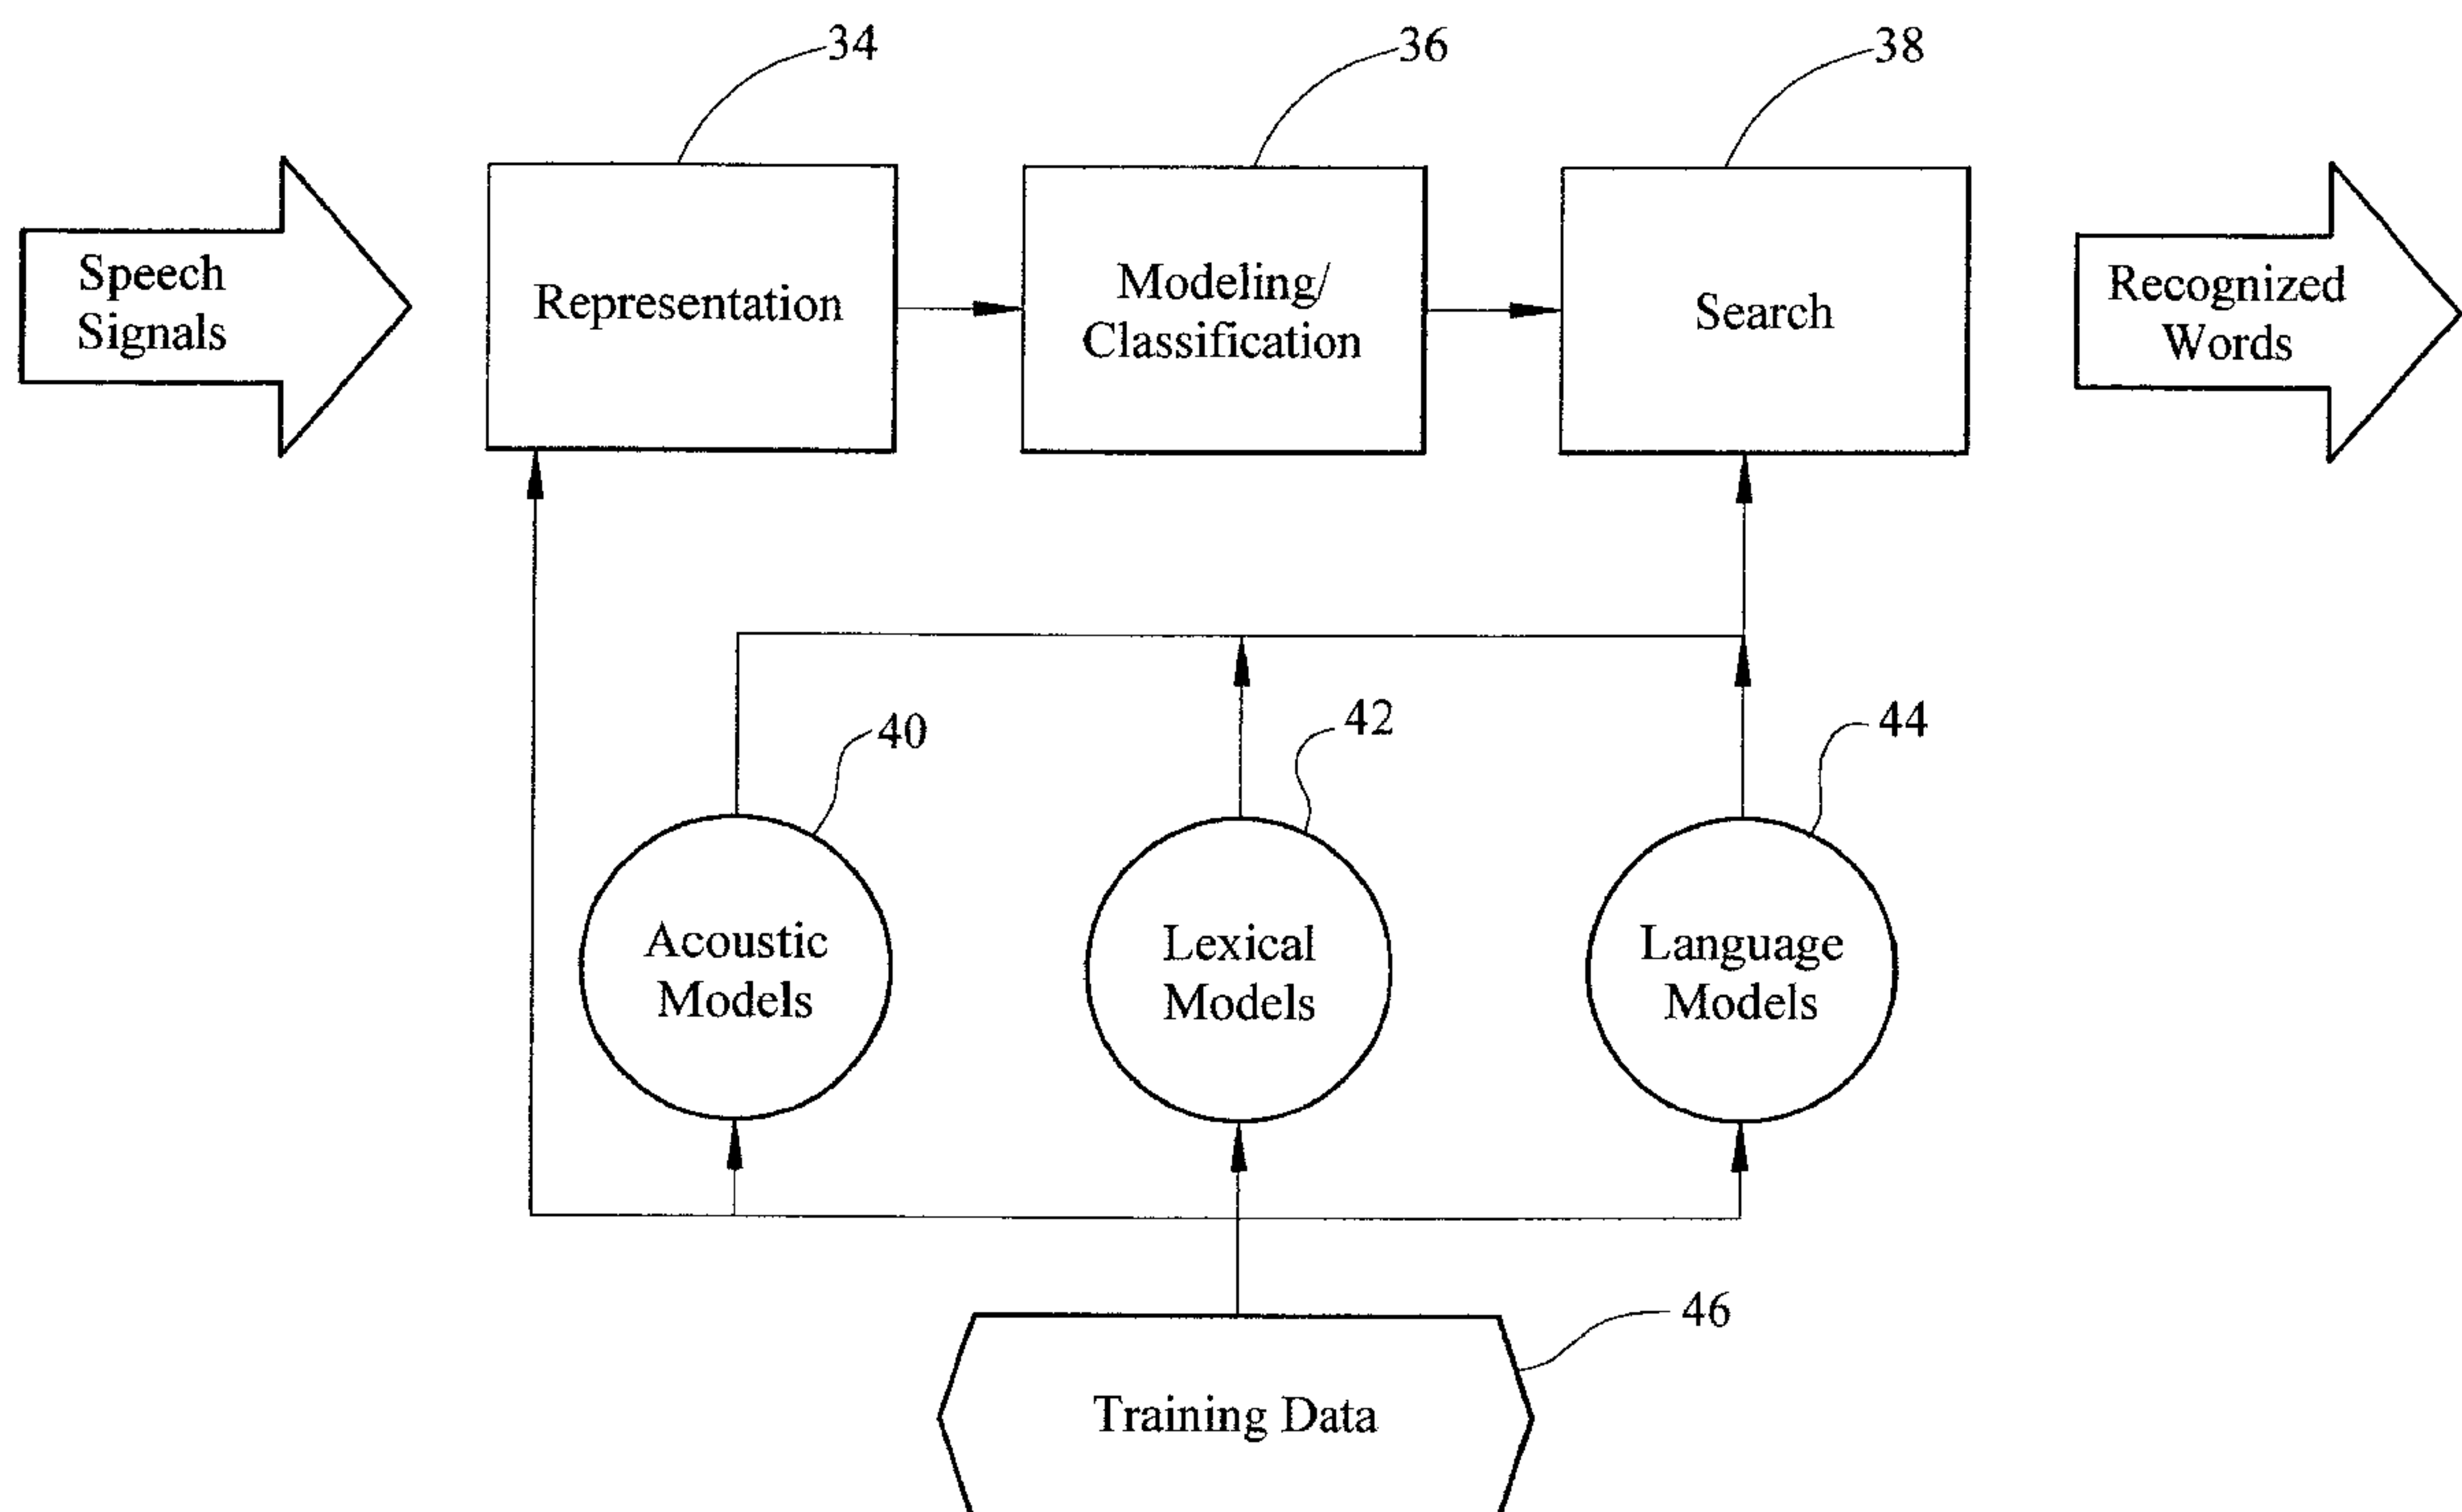 34
36
38
Speech
Signals
Representation
Modeling/
Classification
Search
Recognized
Words
40
42
44
Acoustic
Models
Lexical
Models
Language
Models
46
Training Data